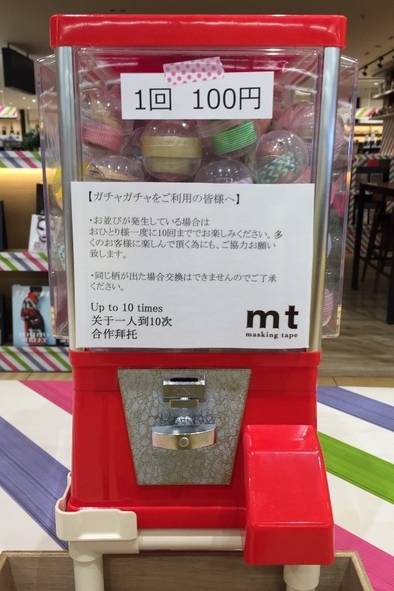 1回 100円
【ガチャガチャをご利用の皆様へ】
・お並びが発生している場合は
おひとり様一度に10回まででお楽しみください。多
くのお客様に楽しんで頂く為にも、ご協力お願い
致します。
・同じ柄が出た場合交換はできませんのでご了承
ください。
Up to 10 times
关于一人到10次
合作拜托
mt
masking tape